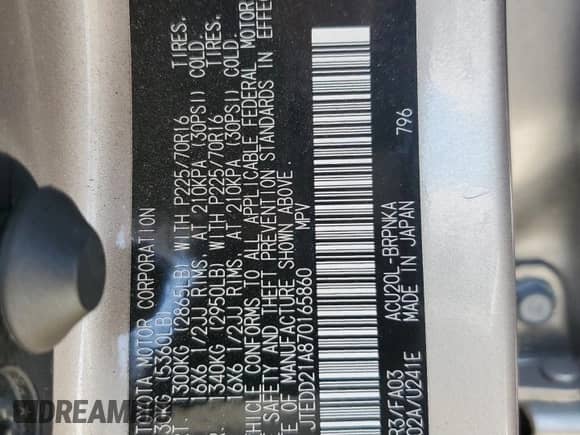 TOYOTA MOTOR CORPORATION
30KG (5360LB)
1300KG (2865LB) WITH P225/70R16 TIRES.
16X6 1/2JJ RIMS, AT 210KPA (30PSI) COLD.
1340KG (2950LB) WITH P225/70R16 TIRES.
16X6 1/2JJ RIMS, AT 210KPA (30PSI) COLD.
VEHICLE CONFORMS TO ALL APPLICABLE FEDERAL MOTOR
SAFETY AND THEFT PREVENTION STANDARDS IN EFFE
DATE OF MANUFACTURE SHOWN ABOVE.
JTEDD21A870165860 MPV
R3/FA03 ACU20L-BRPNKA 796
02A/U241E MADE IN JAPAN
DREAM